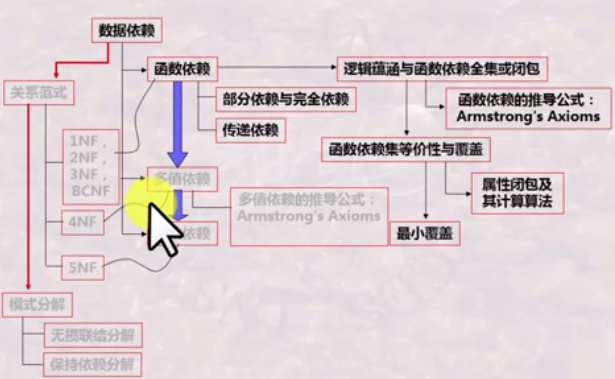 数据依赖
函数依赖
逻辑蕴涵与函数依赖全集或闭包
关系范式
部分依赖与完全依赖
函数依赖的推导公式:
Armstrong's Axioms
传递依赖
1NF,
2NF,
3NF,
BCNF
函数依赖集等价性与覆盖
多值依赖
属性闭包及
其计算算法
多值依赖的推导公式:
Armstrong's Axioms
4NF
依赖
最小覆盖
5NF
模式分解
无损联结分解
保持依赖分解